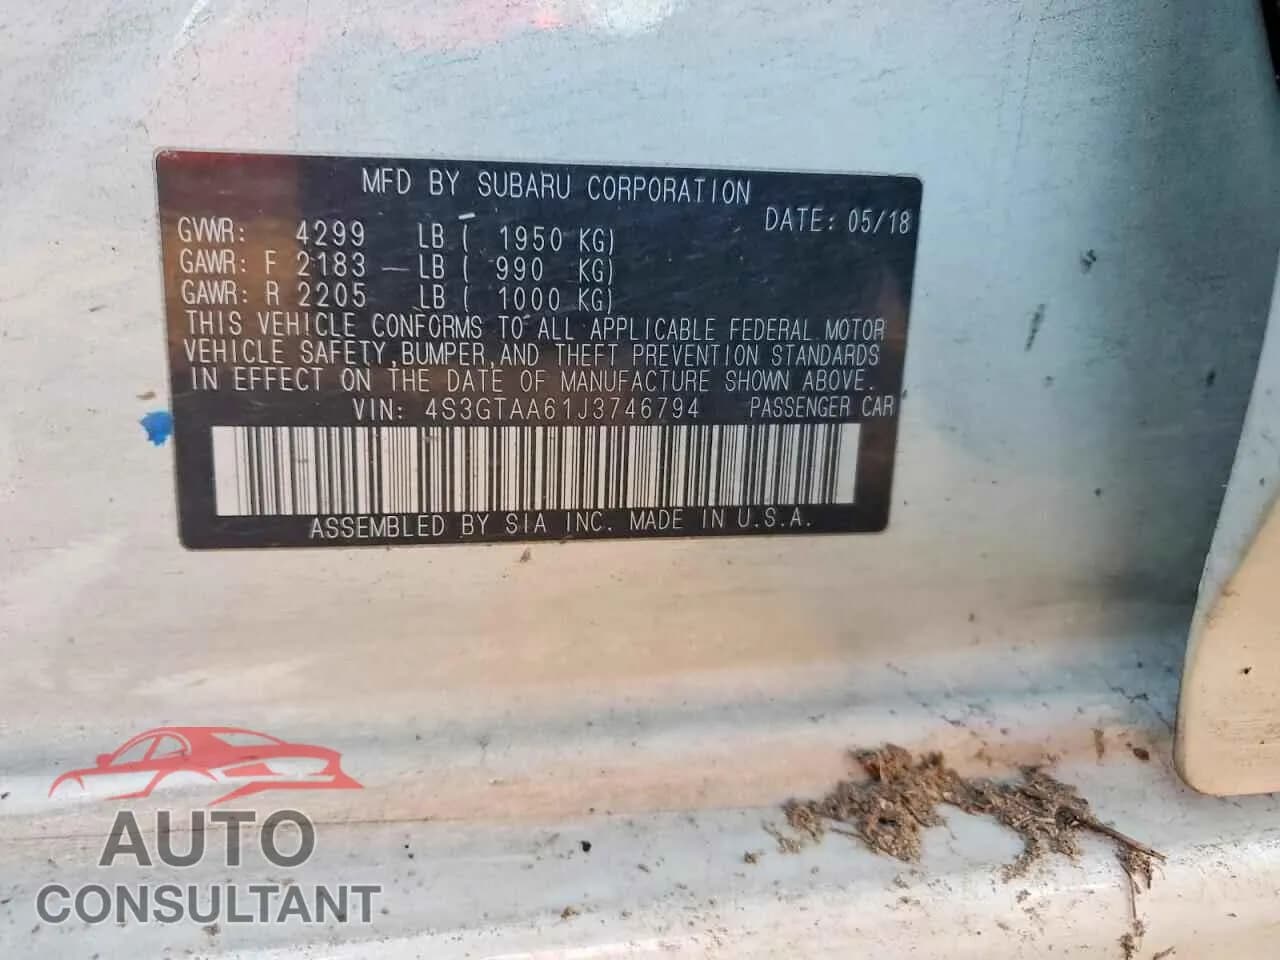 MFD BY SUBARU CORPORATION
DATE: 05/18
GVWR: 4299 LB ( 1950 KG)
GAWR: F 2183 LB ( 990 KG)
GAWR: R 2205 LB ( 1000 KG)
THIS VEHICLE CONFORMS TO ALL APPLICABLE FEDERAL MOTOR
VEHICLE SAFETY, BUMPER, AND THEFT PREVENTION STANDARDS
IN EFFECT ON THE DATE OF MANUFACTURE SHOWN ABOVE.
VIN: 4S3GTAA61J3746794 PASSENGER CAR
ASSEMBLED BY SIA INC. MADE IN U.S.A.
AUTO
CONSULTANT